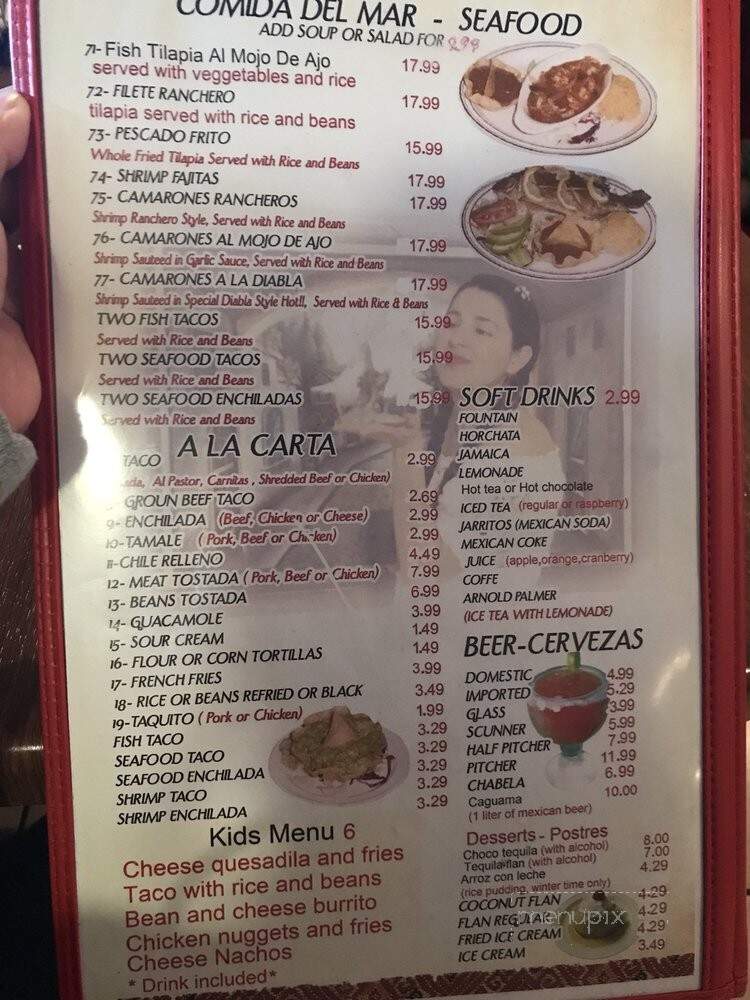 COMIDA DEL MAR - SEAFOOD
ADD SOUP OR SALAD FOR 2.99
71- Fish Tilapia Al Mojo De Ajo 17.99
served with veggetables and rice
72- FILETE RANCHERO 17.99
tilapia served with rice and beans
73- PESCADO FRITO 15.99
Whole Fried Tilapia Served with Rice and Beans
74- SHRIMP FAJITAS 17.99
75- CAMARONES RANCHEROS 17.99
Shrimp Ranchero Style, Served with Rice and Beans
76- CAMARONES AL MOJO DE AJO 17.99
Shrimp Sauteed in Garlic Sauce, Served with Rice and Beans
77- CAMARONES A LA DIABLA 17.99
Shrimp Sauteed in Special Diabla Style Hot!!, Served with Rice & Beans
TWO FISH TACOS 15.99
Served with Rice and Beans
TWO SEAFOOD TACOS 15.99
Served with Rice and Beans
TWO SEAFOOD ENCHILADAS 15.99
Served with Rice and Beans
A LA CARTA
TACO 2.99
Al Pastor, Carnitas , Shredded Beef or Chicken)
GROUN BEEF TACO 2.69
9- ENCHILADA (Beef, Chicken or Cheese) 2.99
10-TAMALE (Pork, Beef or Chicken) 2.99
11-CHILE RELLENO 4.49
12- MEAT TOSTADA ( Pork, Beef or Chicken) 7.99
13- BEANS TOSTADA 6.99
14- GUACAMOLE 3.99
15- SOUR CREAM 1.49
16- FLOUR OR CORN TORTILLAS 1.49
17- FRENCH FRIES 3.99
18- RICE OR BEANS REFRIED OR BLACK 3.49
19-TAQUITO ( Pork or Chicken) 1.99
FISH TACO 3.29
SEAFOOD TACO 3.29
SEAFOOD ENCHILADA 3.29
SHRIMP TACO 3.29
SHRIMP ENCHILADA 3.29
Kids Menu 6
Cheese quesadila and fries
Taco with rice and beans
Bean and cheese burrito
Chicken nuggets and fries
Cheese Nachos
* Drink included*
SOFT DRINKS 2.99
FOUNTAIN
HORCHATA
JAMAICA
LEMONADE
Hot tea or Hot chocolate
ICED TEA (regular or raspberry)
JARRITOS (MEXICAN SODA)
MEXICAN COKE
JUICE (apple,orange,cranberry)
COFFE
ARNOLD PALMER
(ICE TEA WITH LEMONADE)
BEER-CERVEZAS
DOMESTIC 4.99
IMPORTED 5.29
GLASS 3.99
SCUNNER 5.99
HALF PITCHER 7.99
PITCHER 11.99
CHABELA 6.99
Caguama 10.00
(1 liter of mexican beer)
Desserts - Postres
Choco tequila (with alcohol) 8.00
Tequila flan (with alcohol) 7.00
Arroz con leche 4.29
(rice pudding, winter time only)
COCONUT FLAN 4.29
FLAN REGULAR 4.29
FRIED ICE CREAM 4.29
ICE CREAM 3.49
menupix